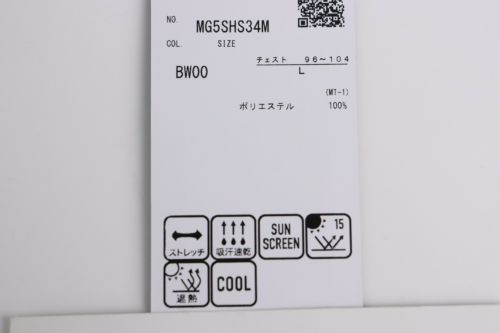 NO. MG5SHS34M
COL. SIZE
BW00 チェスト 96~104
L
(MT-1)
ポリエステル 100%
ストレッチ
吸汗速乾
SUN
SCREEN
15
遮熱
COOL